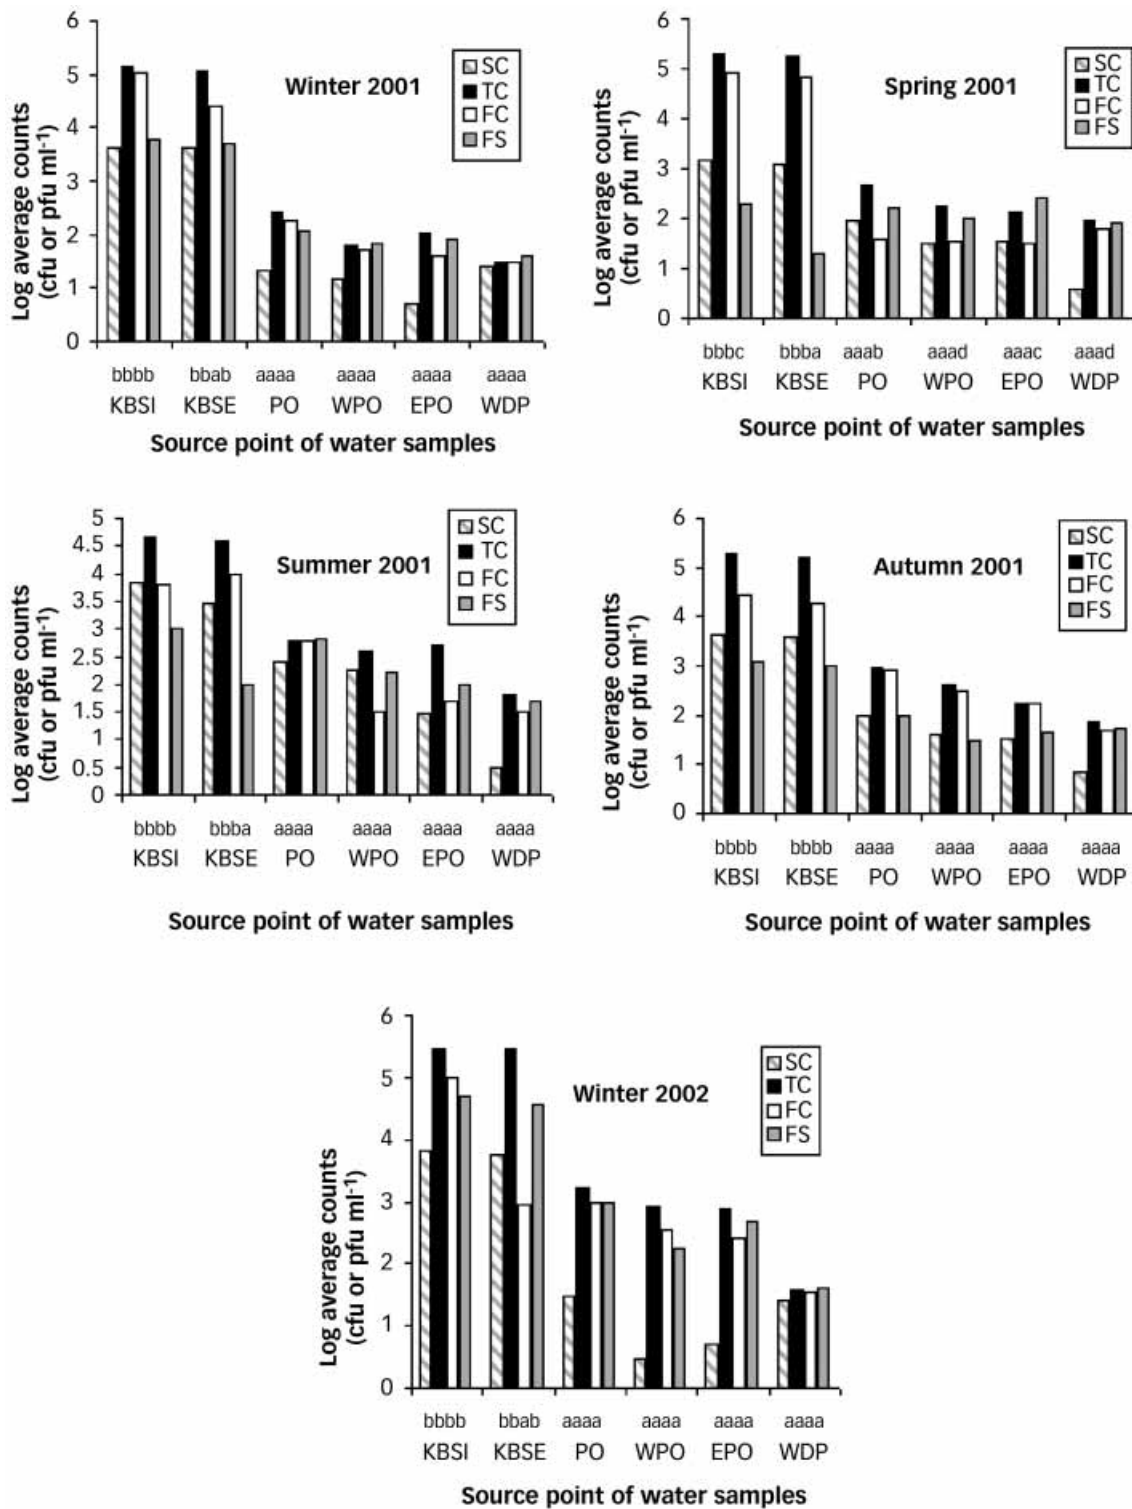 Log average counts
(cfu or pfu ml-1)
6
5
4
3
2
1
0
Winter 2001
SC
TC
FC
FS
bbbb bbab aaaa aaaa aaaa aaaa
KBSI KBSE PO WPO EPO WDP
Source point of water samples
Log average counts
(cfu or pfu ml-1)
6
5
4
3
2
1
0
Spring 2001
SC
TC
FC
FS
bbbc bbba aaab aaad aaac aaad
KBSI KBSE PO WPO EPO WDP
Source point of water samples
Log average counts
(cfu or pfu ml-1)
5
4.5
4
3.5
3
2.5
2
1.5
1
0.5
0
Summer 2001
SC
TC
FC
FS
bbbb bbba aaaa aaaa aaaa aaaa
KBSI KBSE PO WPO EPO WDP
Source point of water samples
Log average counts
(cfu or pfu ml-1)
6
5
4
3
2
1
0
Autumn 2001
SC
TC
FC
FS
bbbb bbbb aaaa aaaa aaaa aaaa
KBSI KBSE PO WPO EPO WDP
Source point of water samples
Log average counts
(cfu or pfu ml-1)
6
5
4
3
2
1
0
Winter 2002
SC
TC
FC
FS
bbbb bbab aaaa aaaa aaaa aaaa
KBSI KBSE PO WPO EPO WDP
Source point of water samples